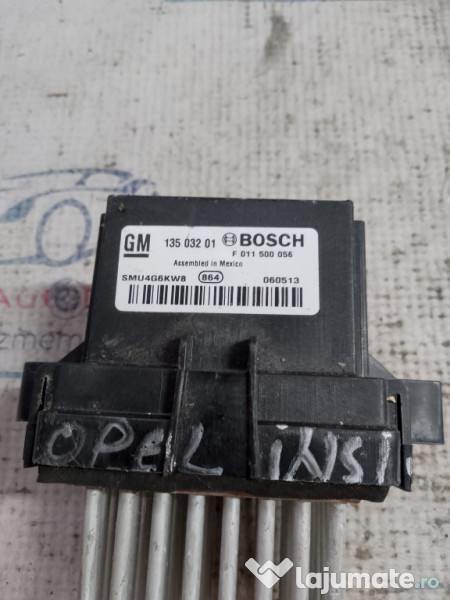 GM 135 032 01 BOSCH
F 011 500 056
Assembled in Mexico
SMU4G6KW8 864 060513
OPEL INSI
lajumate.ro